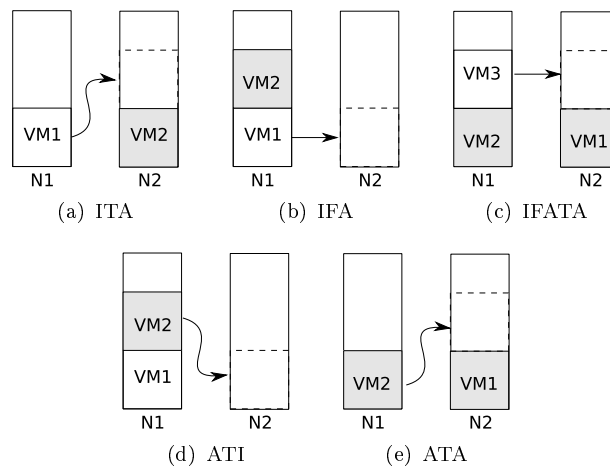 VM1
VM2
N1
N2
(a) ITA
VM2
VM1
N1
N2
(b) IFA
VM3
VM2
VM1
N1
N2
(c) IFATA
VM2
VM1
N1
N2
(d) ATI
VM2
VM1
N1
N2
(e) ATA